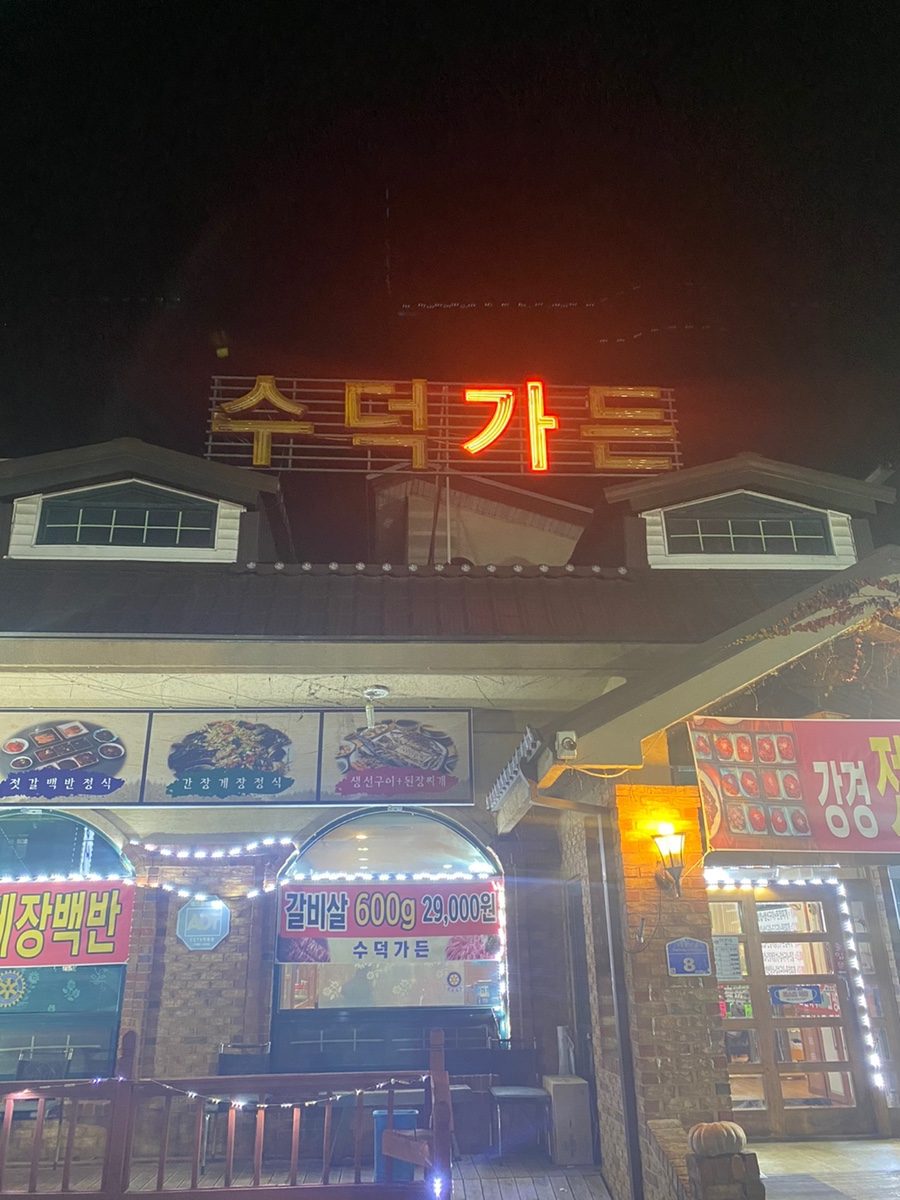 수덕가든
젓갈백반정식
간장게장정식
생선구이+된장찌개
강경
장백반
갈비살 600g 29,000원
수덕가든
ADT
8